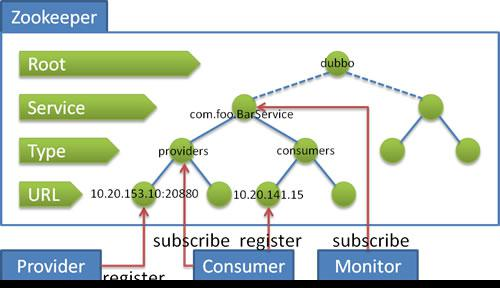 Zookeeper
Root
dubbo
Service
com.foo.BarService
Type
providers
consumers
URL
10.20.153.10:20880
10.20.141.15
subscribe
register
subscribe
Provider
register
Consumer
Monitor